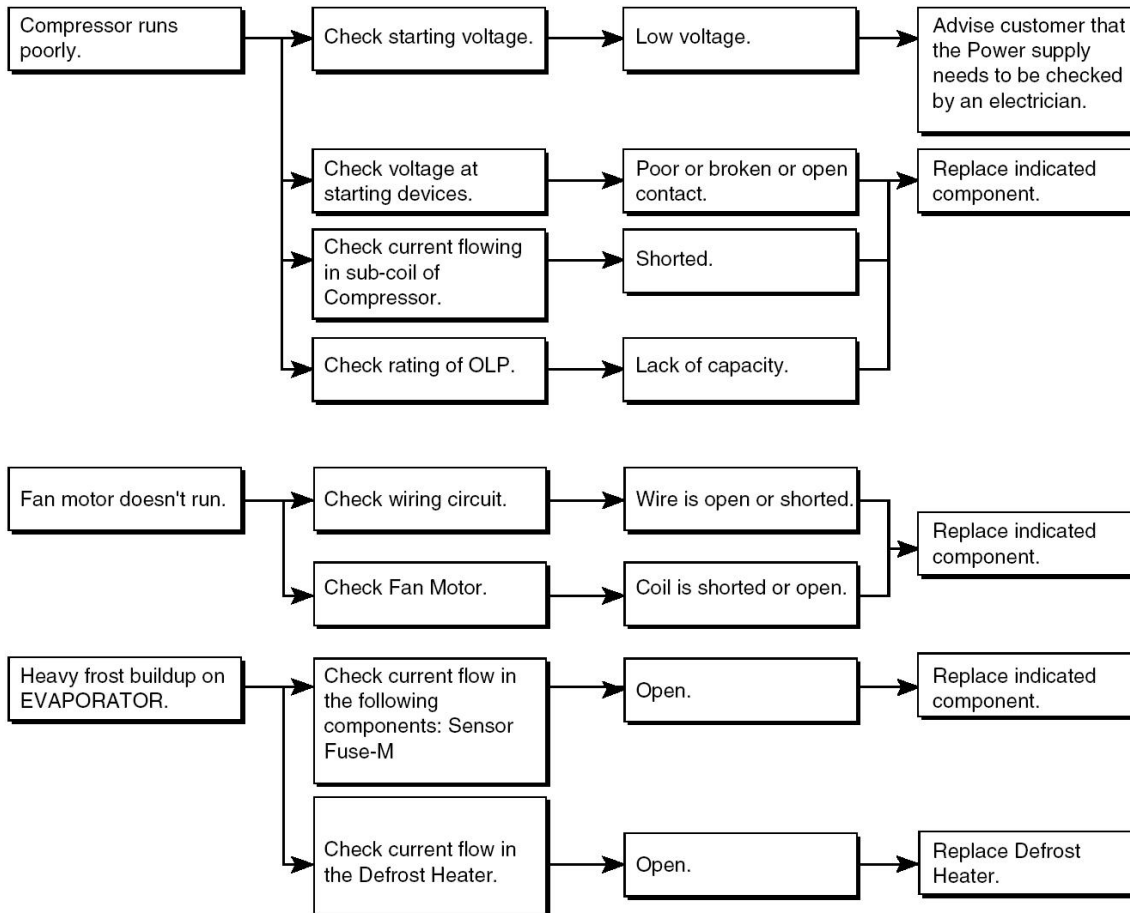 Compressor runs
poorly.
Check starting voltage.
Low voltage.
Advise customer that
the Power supply
needs to be checked
by an electrician.
Check voltage at
starting devices.
Poor or broken or open
contact.
Replace indicated
component.
Check current flowing
in sub-coil of
Compressor.
Shorted.
Check rating of OLP.
Lack of capacity.
Fan motor doesn't run.
Check wiring circuit.
Wire is open or shorted.
Replace indicated
component.
Check Fan Motor.
Coil is shorted or open.
Heavy frost buildup on
EVAPORATOR.
Check current flow in
the following
components: Sensor
Fuse-M
Open.
Replace indicated
component.
Check current flow in
the Defrost Heater.
Open.
Replace Defrost
Heater.